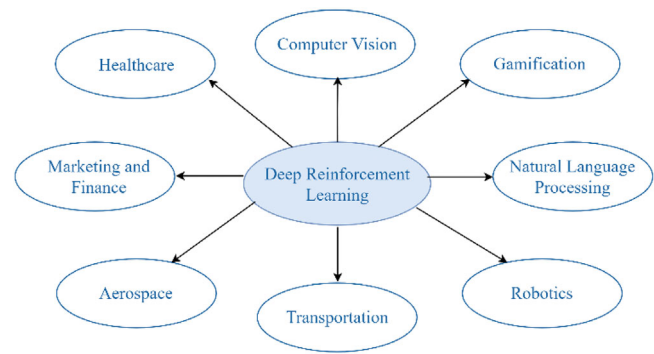 Computer Vision
Healthcare
Gamification
Marketing and
Finance
Deep Reinforcement
Learning
Natural Language
Processing
Aerospace
Transportation
Robotics